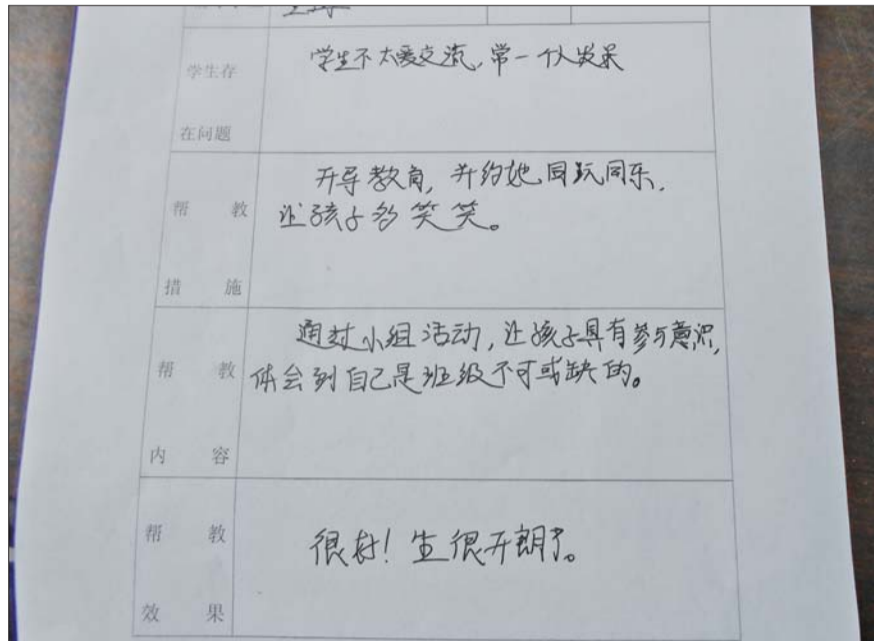 学生存
在问题
学生不太爱交流,常一个人发呆
帮 教
措 施
开导教育,并约她同玩同乐,
让孩子多笑笑。
帮 教
内 容
通过小组活动,让孩子具有参与意识,
体会到自己是班级不可或缺的。
帮 教
效 果
很好!生很开朗了。